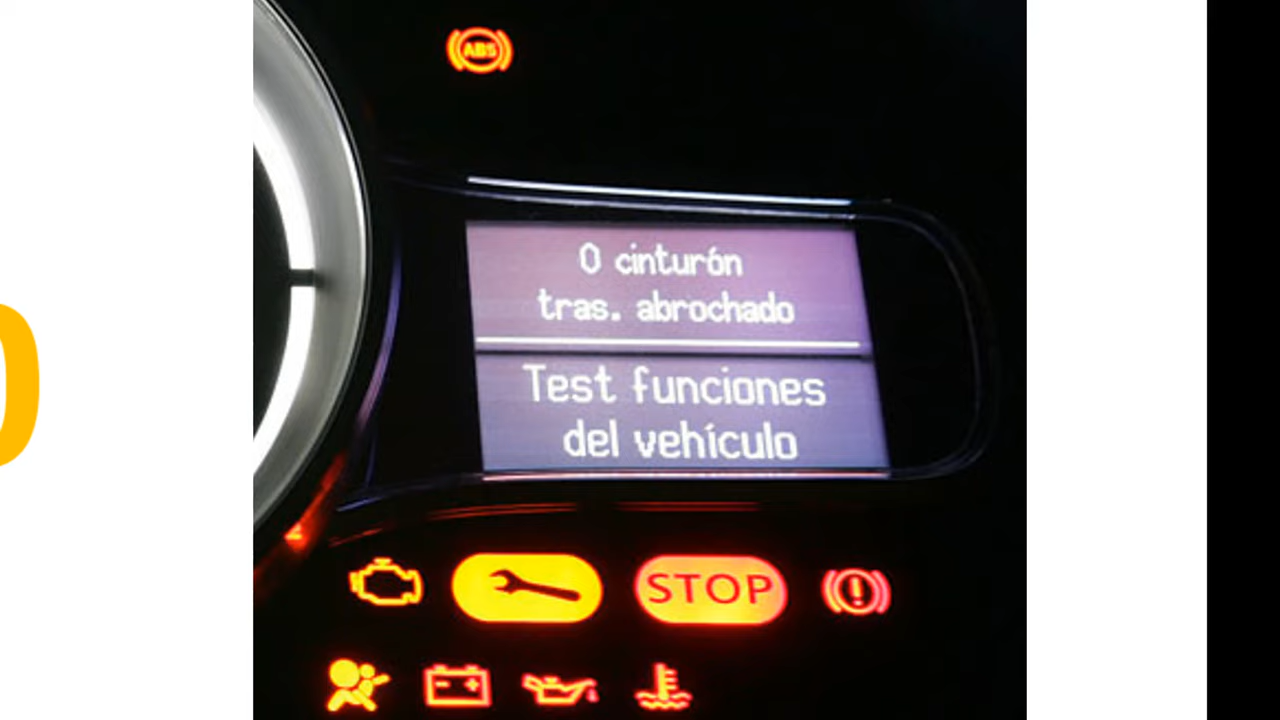 ABS
0 cinturón
tras. abrochado
Test funciones
del vehículo
STOP